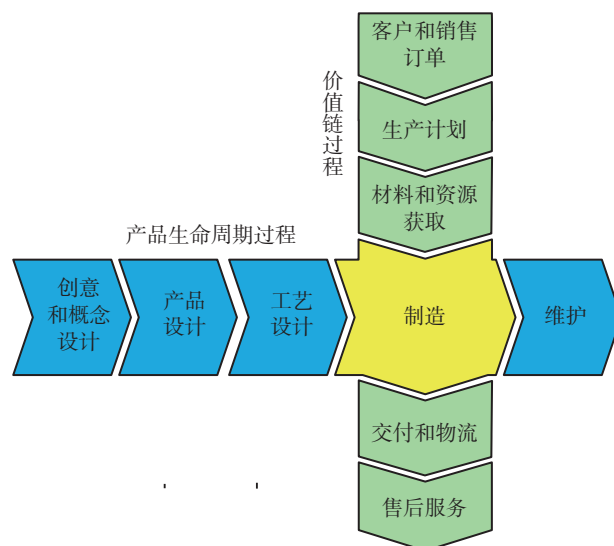 客户和销售
订单
价值链过程
生产计划
材料和资源
获取
产品生命周期过程
创意
和概念
设计
产品
设计
工艺
设计
制造
维护
交付和物流
售后服务